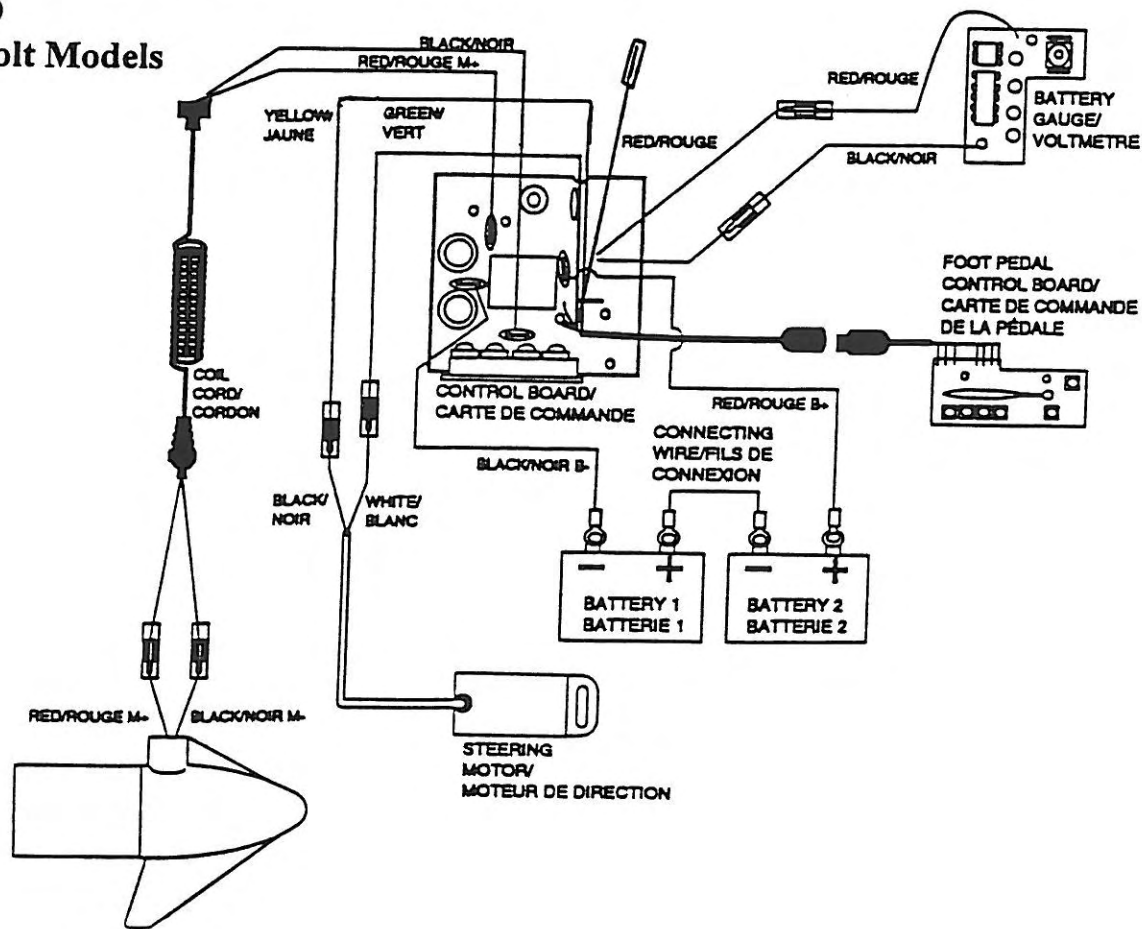 olt Models
BLACK/NOIR
RED/ROUGE M+
YELLOW/
JAUNE
GREEN/
VERT
RED/ROUGE
RED/ROUGE
BLACK/NOIR
BATTERY
GAUGE/
VOLTMETRE
FOOT PEDAL
CONTROL BOARD/
CARTE DE COMMANDE
DE LA PÉDALE
COIL
CORD/
CORDON
CONTROL BOARD/
CARTE DE COMMANDE
RED/ROUGE B+
CONNECTING
WIRE/FILS DE
CONNEXION
BLACK/NOIR B-
BLACK/
NOIR
WHITE/
BLANC
- +
BATTERY 1
BATTERIE 1
- +
BATTERY 2
BATTERIE 2
RED/ROUGE M+
BLACK/NOIR M-
STEERING
MOTOR/
MOTEUR DE DIRECTION